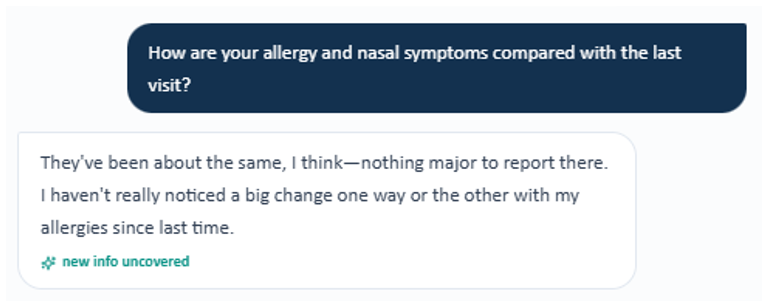 How are your allergy and nasal symptoms compared with the last
visit?
They've been about the same, I think—nothing major to report there.
I haven't really noticed a big change one way or the other with my
allergies since last time.
new info uncovered